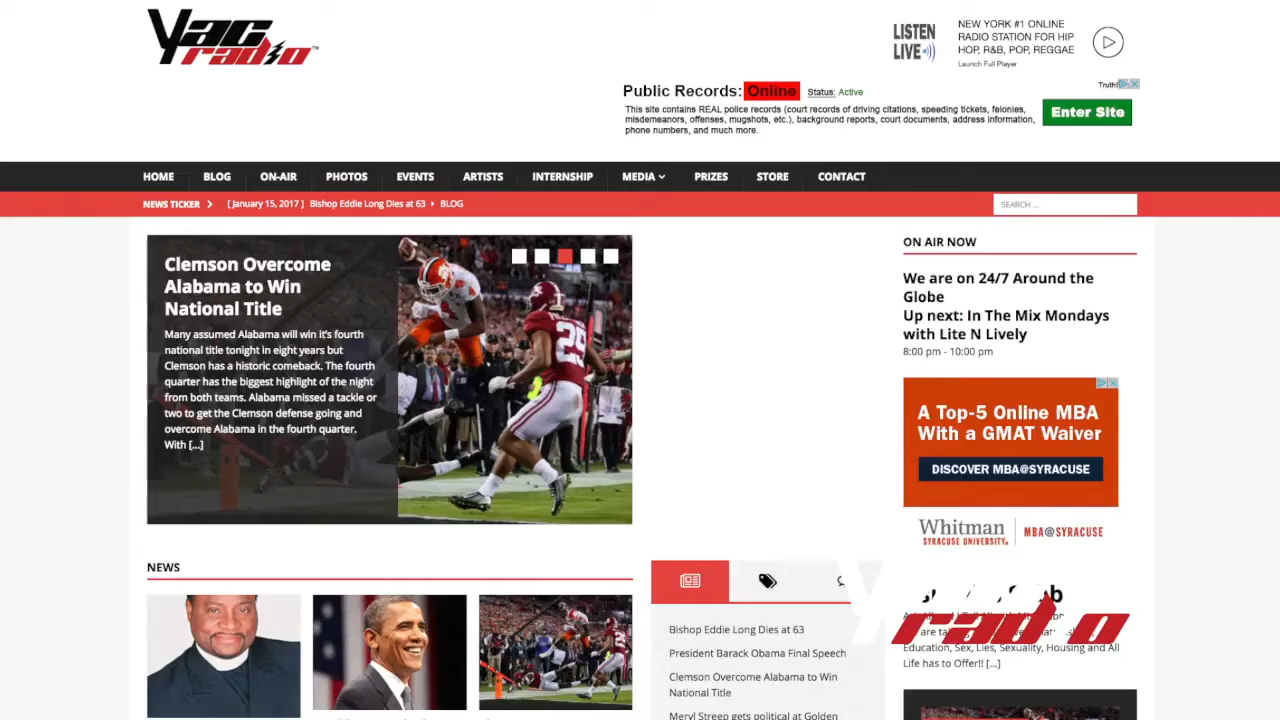 Yac
radio™
LISTEN
LIVE
NEW YORK #1 ONLINE
RADIO STATION FOR HIP
HOP, R&B, POP, REGGAE
Launch Full Player
Public Records: Online Status: Active
This site contains REAL police records (court records of driving citations, speeding tickets, felonies,
misdemeanors, offenses, mugshots, etc.), background reports, court documents, address information,
phone numbers, and much more.
Enter Site
HOME BLOG ON-AIR PHOTOS EVENTS ARTISTS INTERNSHIP MEDIA PRIZES STORE CONTACT
NEWS TICKER [ January 15, 2017 ] Bishop Eddie Long Dies at 63 BLOG
SEARCH ...
Clemson Overcome
Alabama to Win
National Title
Many assumed Alabama will win it's fourth
national title tonight in eight years but
Clemson has a historic comeback. The fourth
quarter has the biggest highlight of the night
from both teams. Alabama missed a tackle or
two to get the Clemson defense going and
overcome Alabama in the fourth quarter.
With [...]
29
ON AIR NOW
We are on 24/7 Around the
Globe
Up next: In The Mix Mondays
with Lite N Lively
8:00 pm - 10:00 pm
A Top-5 Online MBA
With a GMAT Waiver
DISCOVER MBA@SYRACUSE
Whitman
SYRACUSE UNIVERSITY.
MBA@SYRACUSE
NEWS
Bishop Eddie Long Dies at 63
President Barack Obama Final Speech
Clemson Overcome Alabama to Win
National Title
Meryl Streep gets political at Golden
radio
Education, Sex, Lies, Sexuality, Housing and All
Life has to Offer!! [...]